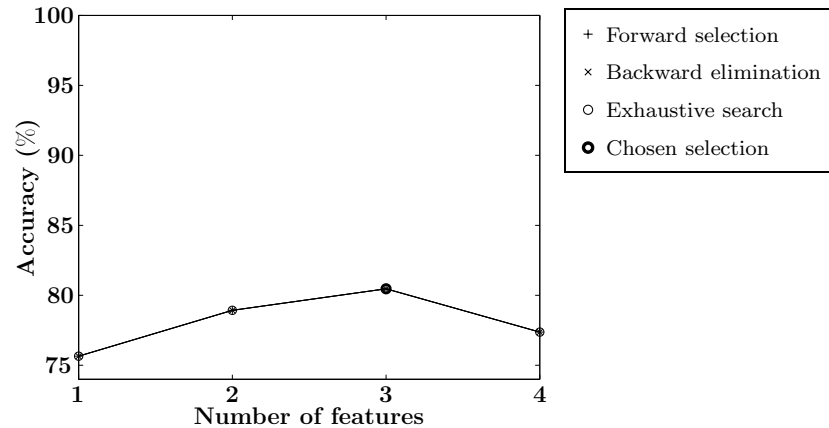 100
95
90
85
80
75
Accuracy (%)
1
2
3
4
Number of features
+ Forward selection
× Backward elimination
Exhaustive search
Chosen selection